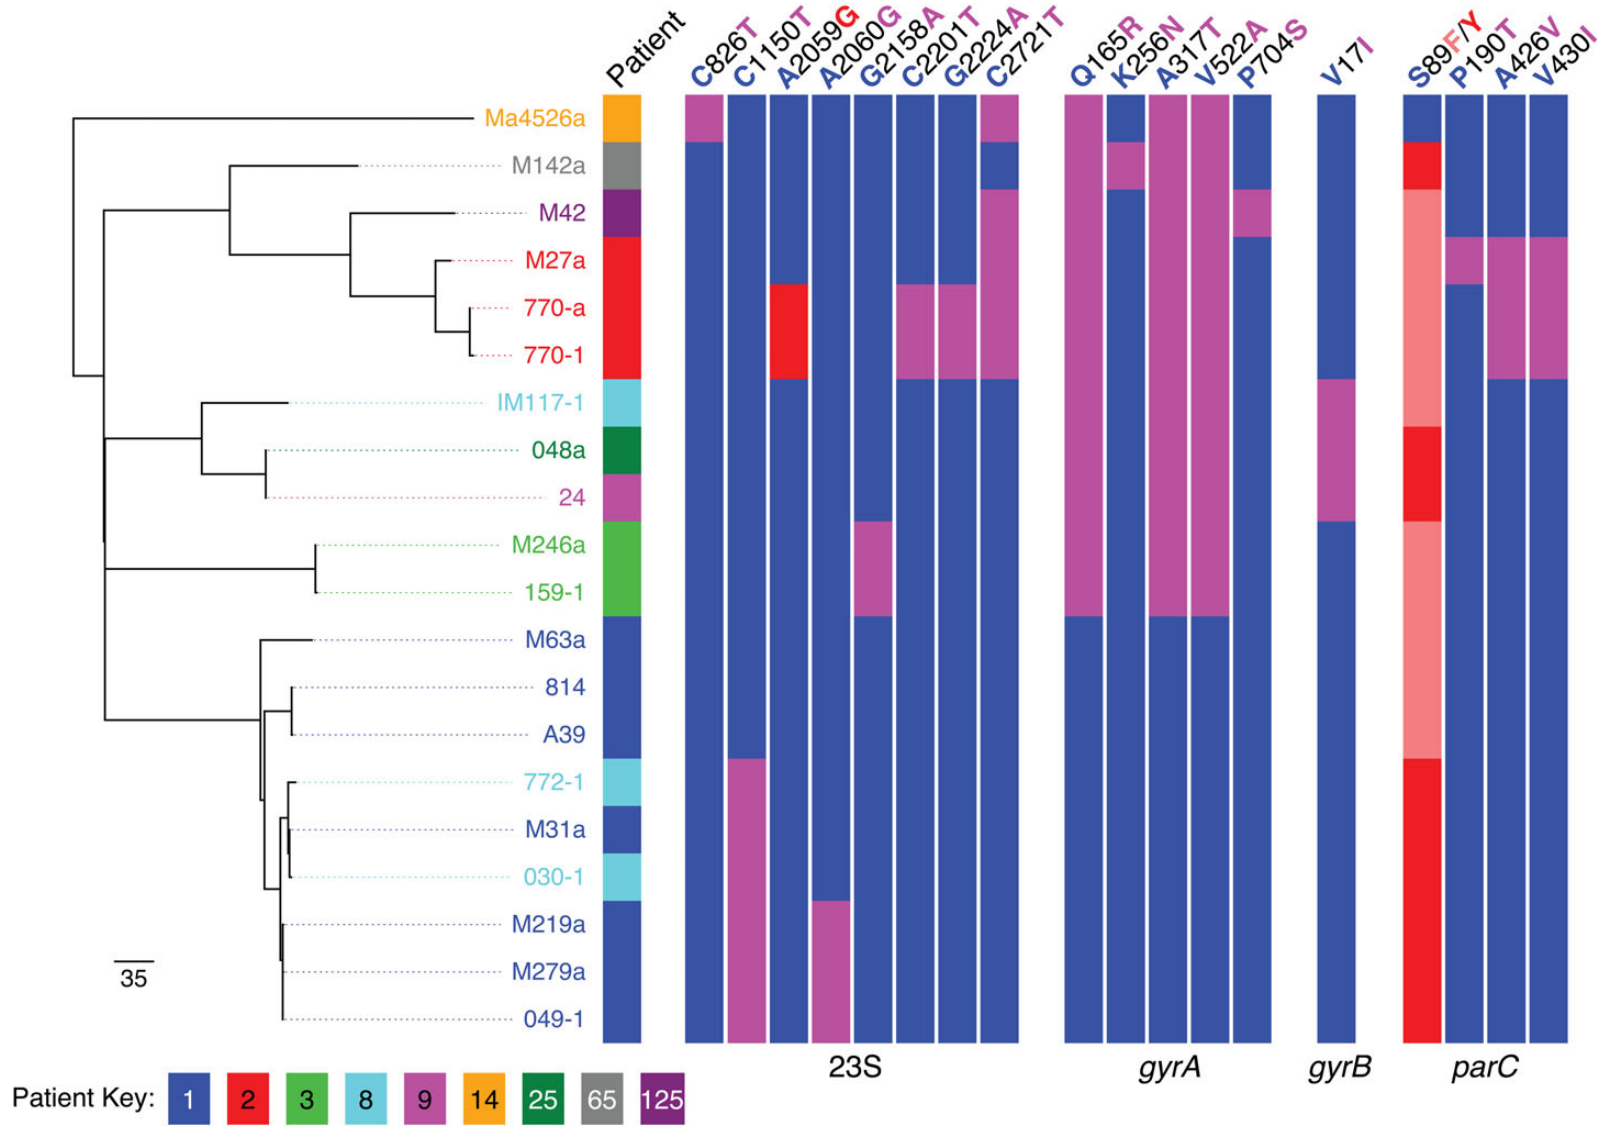 Patient
C826T
C1150T
A2059G
A2060G
G2158A
C2201T
G2224A
C2721T
Q165R
K256N
A317T
V522A
P704S
V17I
S89F/Y
P190T
A426V
V430I
Ma4526a
M142a
M42
M27a
770-a
770-1
IM117-1
048a
24
M246a
159-1
M63a
814
A39
772-1
M31a
030-1
M219a
M279a
049-1
35
23S
gyrA
gyrB
parC
Patient Key: 1 2 3 8 9 14 25 65 125